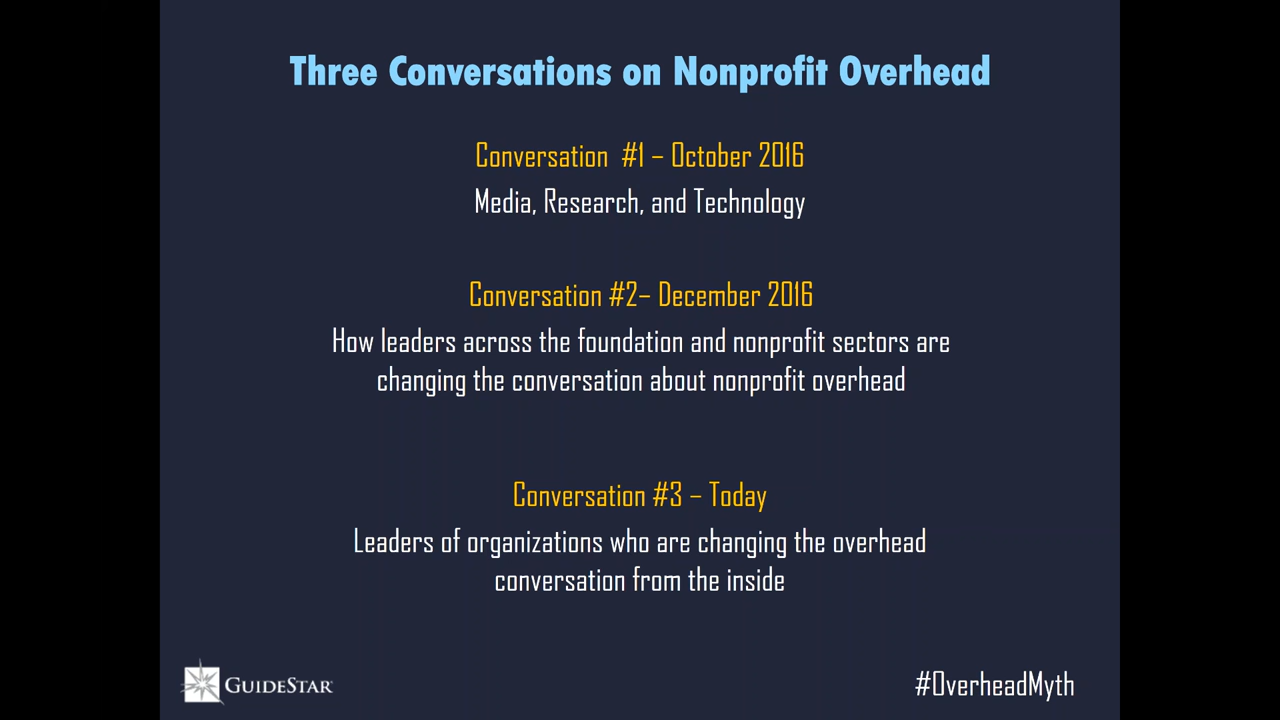 Three Conversations on Nonprofit Overhead
Conversation #1 – October 2016
Media, Research, and Technology
Conversation #2– December 2016
How leaders across the foundation and nonprofit sectors are
changing the conversation about nonprofit overhead
Conversation #3 – Today
Leaders of organizations who are changing the overhead
conversation from the inside
GUIDESTAR
#OverheadMyth